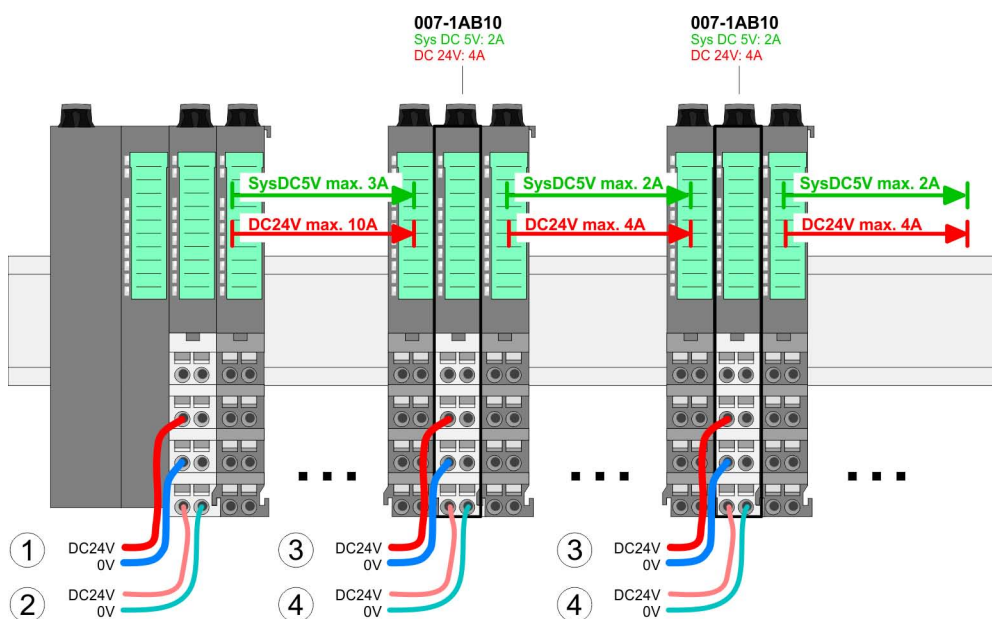 007-1AB10
Sys DC 5V: 2A
DC 24V: 4A
007-1AB10
Sys DC 5V: 2A
DC 24V: 4A
SysDC5V max. 3A
SysDC5V max. 2A
SysDC5V max. 2A
DC24V max. 10A
DC24V max. 4A
DC24V max. 4A
...
...
...
1
DC24V
0V
3
DC24V
0V
3
DC24V
0V
2
DC24V
0V
4
DC24V
0V
4
DC24V
0V